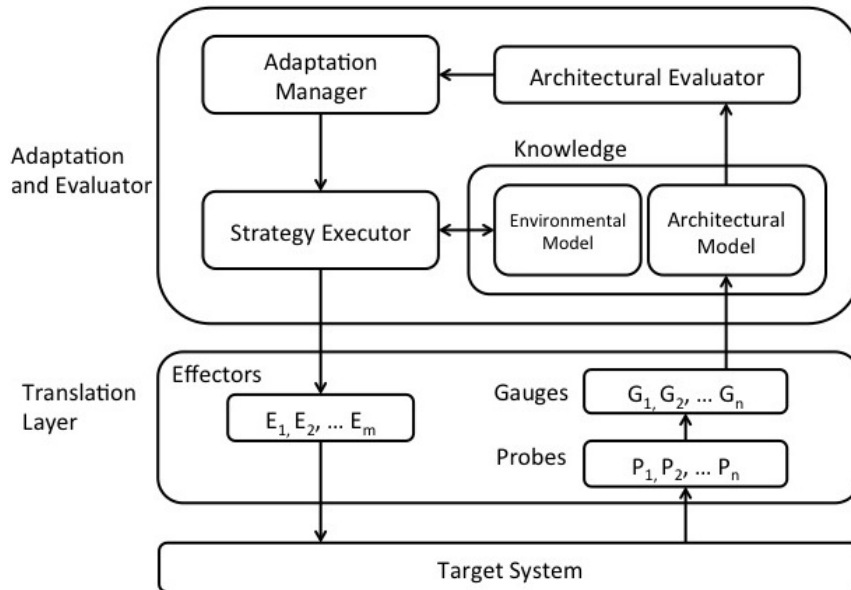 Adaptation
Manager
Architectural Evaluator
Adaptation
and Evaluator
Knowledge
Strategy Executor
Environmental
Model
Architectural
Model
Translation
Layer
Effectors
E1, E2, ... Em
Gauges
G1, G2, ... Gn
Probes
P1, P2, ... Pn
Target System